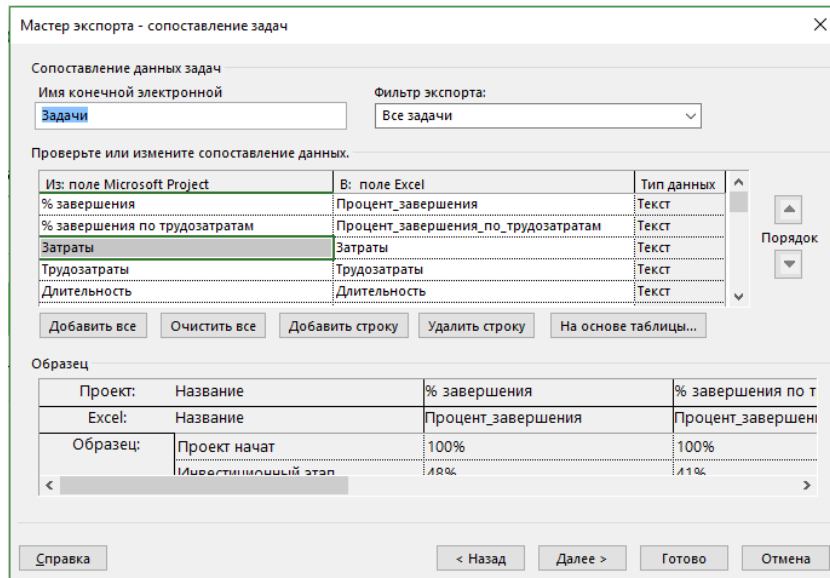 Мастер экспорта - сопоставление задач
Сопоставление данных задач
Имя конечной электронной
Фильтр экспорта:
Задачи
Все задачи
Проверьте или измените сопоставление данных.
Из: поле Microsoft Project
В: поле Excel
Тип данных
% завершения
Процент_завершения
Текст
% завершения по трудозатратам
Процент_завершения_по_трудозатратам
Текст
Затраты
Затраты
Текст
Трудозатраты
Трудозатраты
Текст
Длительность
Длительность
Текст
Порядок
Добавить все
Очистить все
Добавить строку
Удалить строку
На основе таблицы...
Образец
Проект:
Название
% завершения
% завершения по т
Excel:
Название
Процент_завершения
Процент_завершени
Образец:
Проект начат
100%
100%
Инвестиционный этап
48%
41%
Справка
< Назад
Далее >
Готово
Отмена